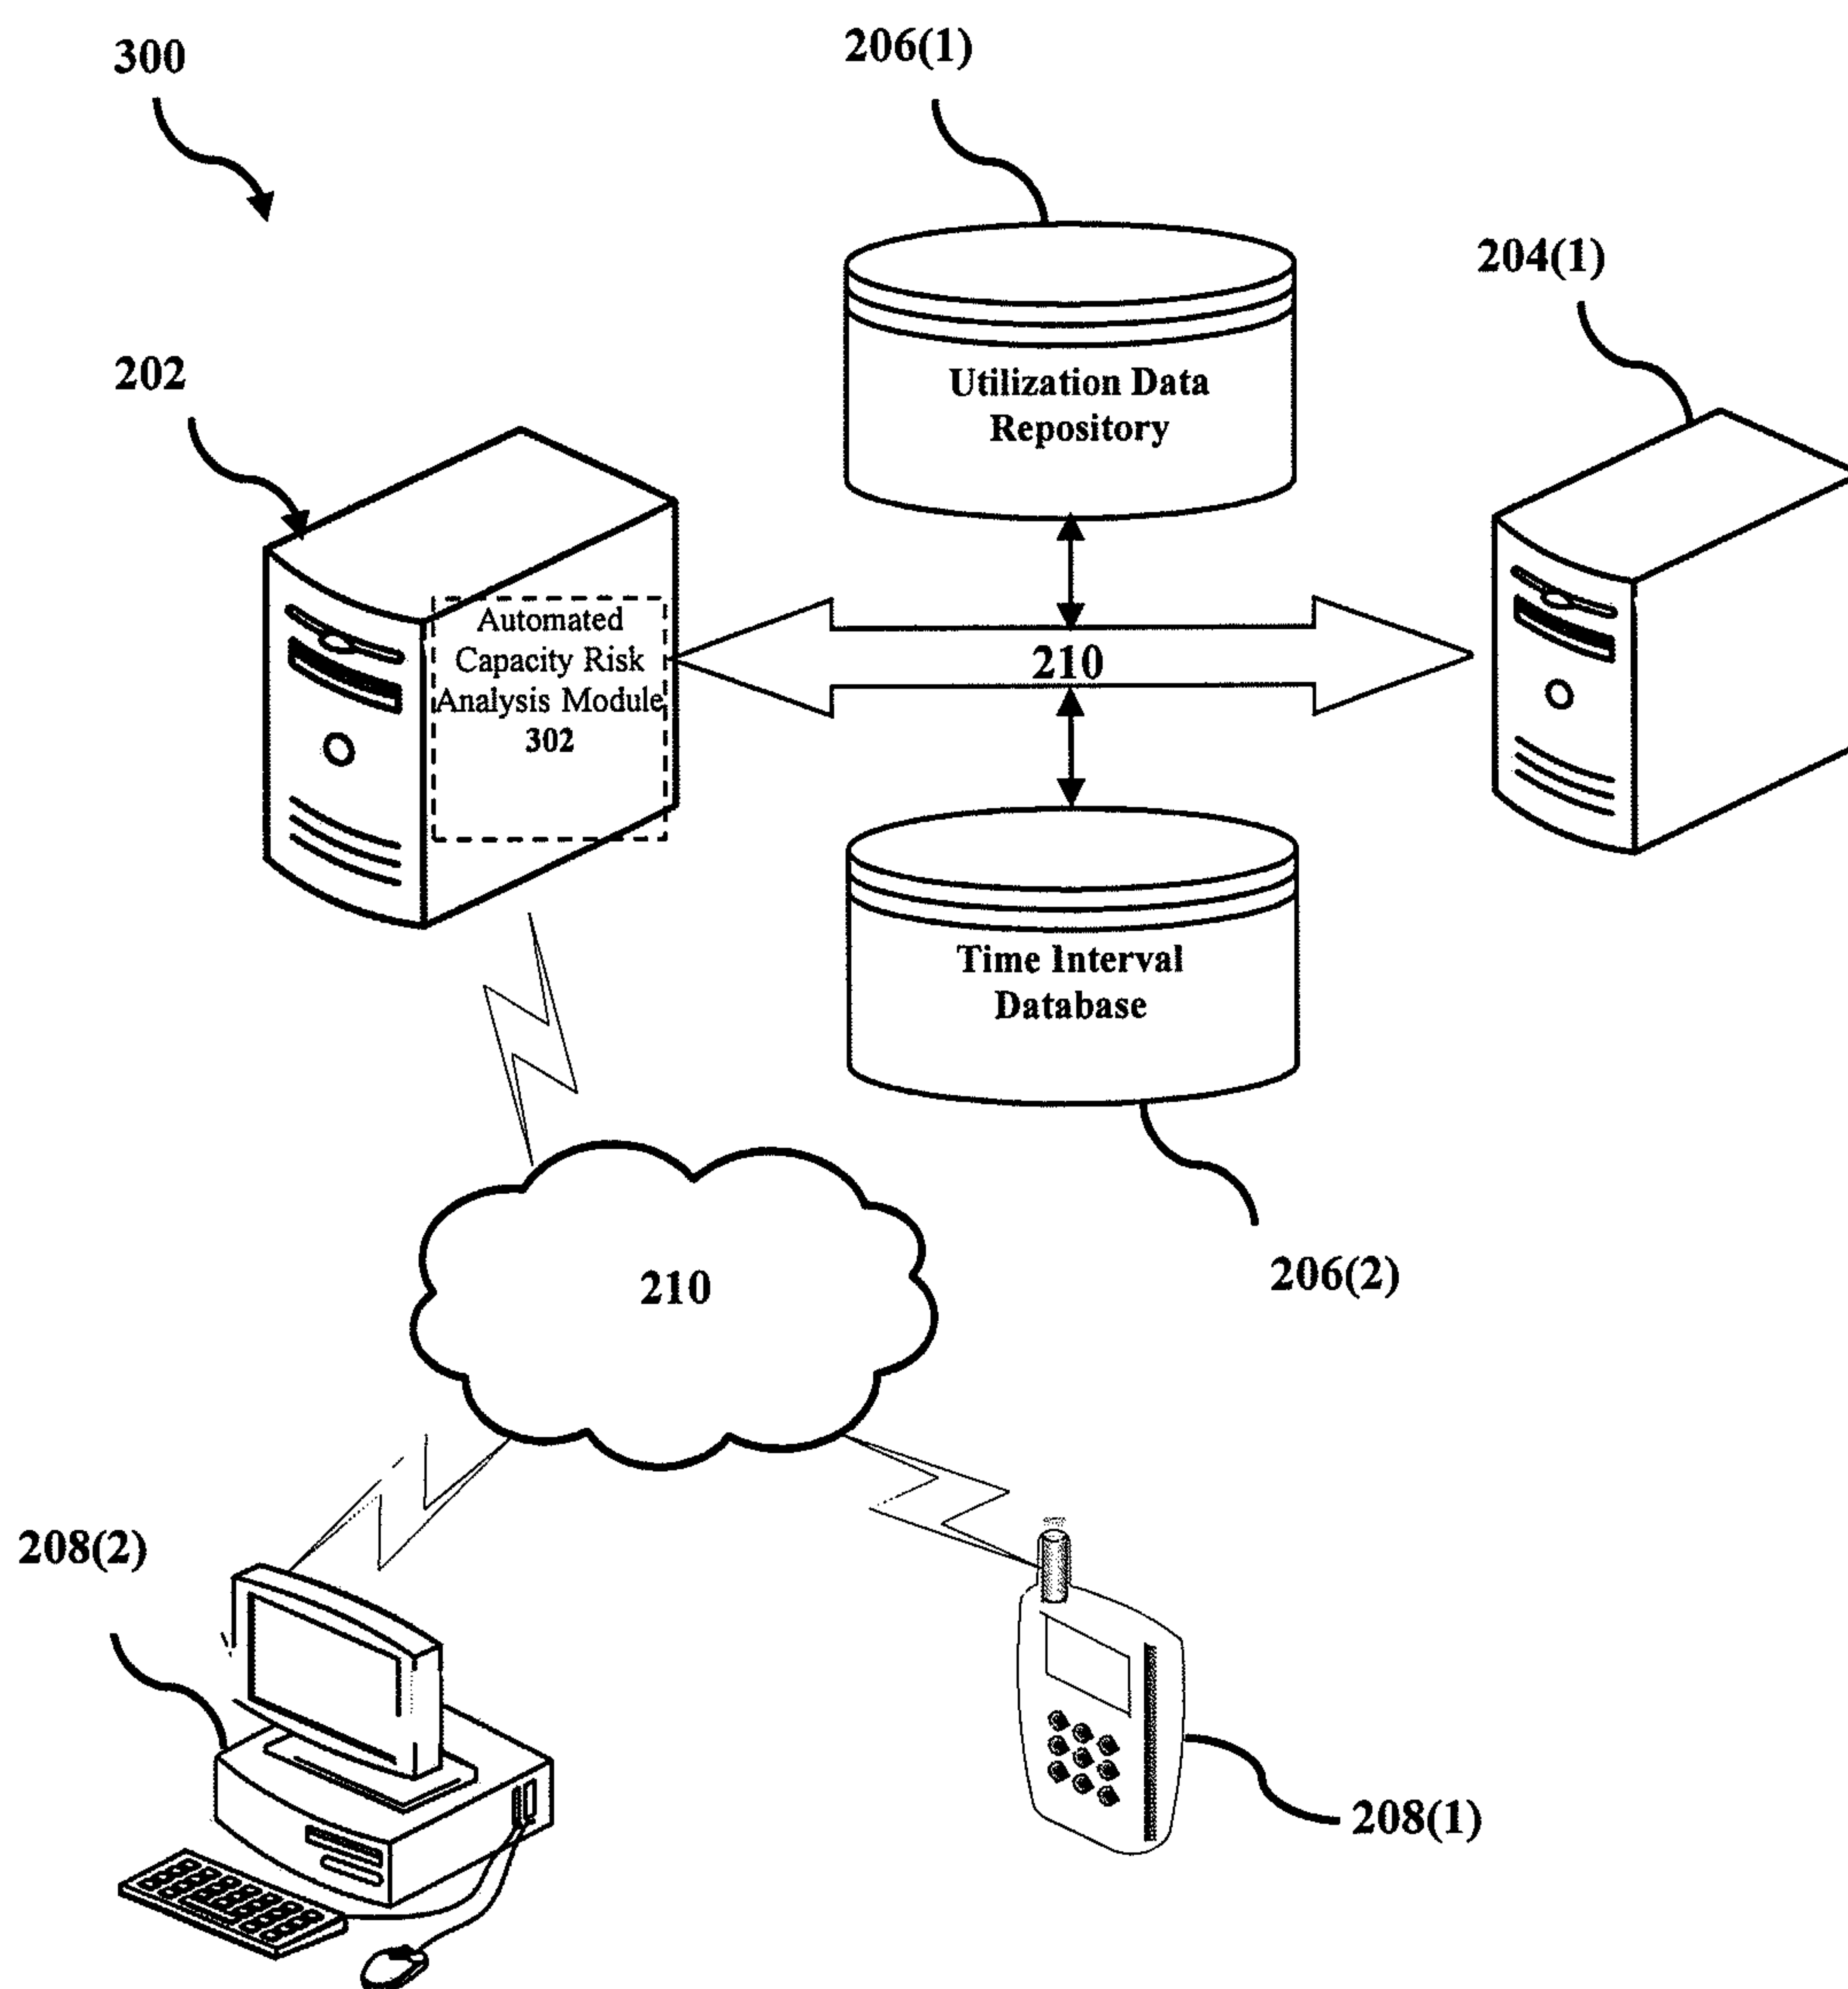 300
206(1)
204(1)
202
Utilization Data
Repository
Automated
Capacity Risk
Analysis Module
302
210
Time Interval
Database
206(2)
210
208(2)
208(1)